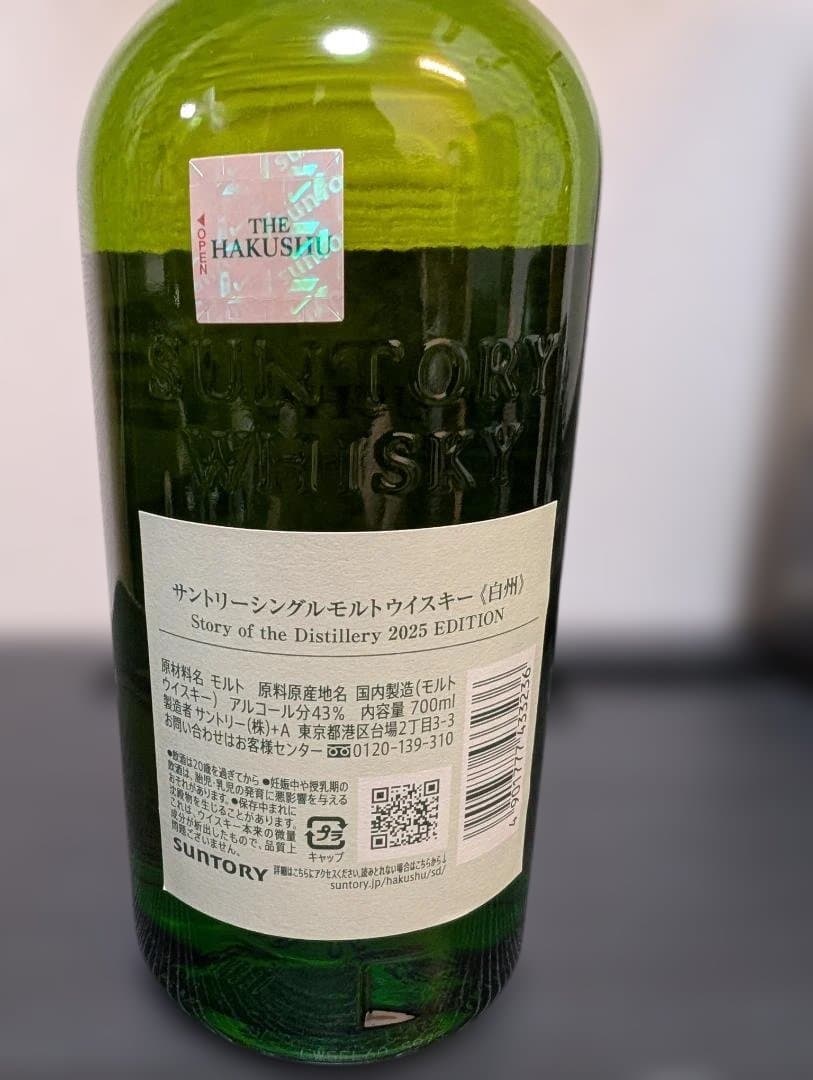 THE
HAKUSHU
OPEN
SUNTORY
WHISKY
サントリーシングルモルトウイスキー《白州》
Story of the Distillery 2025 EDITION
原材料名 モルト 原料原産地名 国内製造(モルト
ウイスキー) アルコール分43% 内容量 700ml
製造者 サントリー(株)+A 東京都港区台場2丁目3-3
お問い合わせはお客様センター 0120-139-310
●飲酒は20歳を過ぎてから ●妊娠中や授乳期の
飲酒は、胎児・乳児の発育に悪影響を与える
おそれがあります。●保存中まれに
沈殿物を生じることがあります。
これは、ウイスキー本来の微量
成分が析出したもので、品質上
問題ございません。
プラ
キャップ
SUNTORY
詳細はこちらにアクセスください。読みとれない場合はこちらから↓
suntory.jp/hakushu/sd/
4 901777 433236